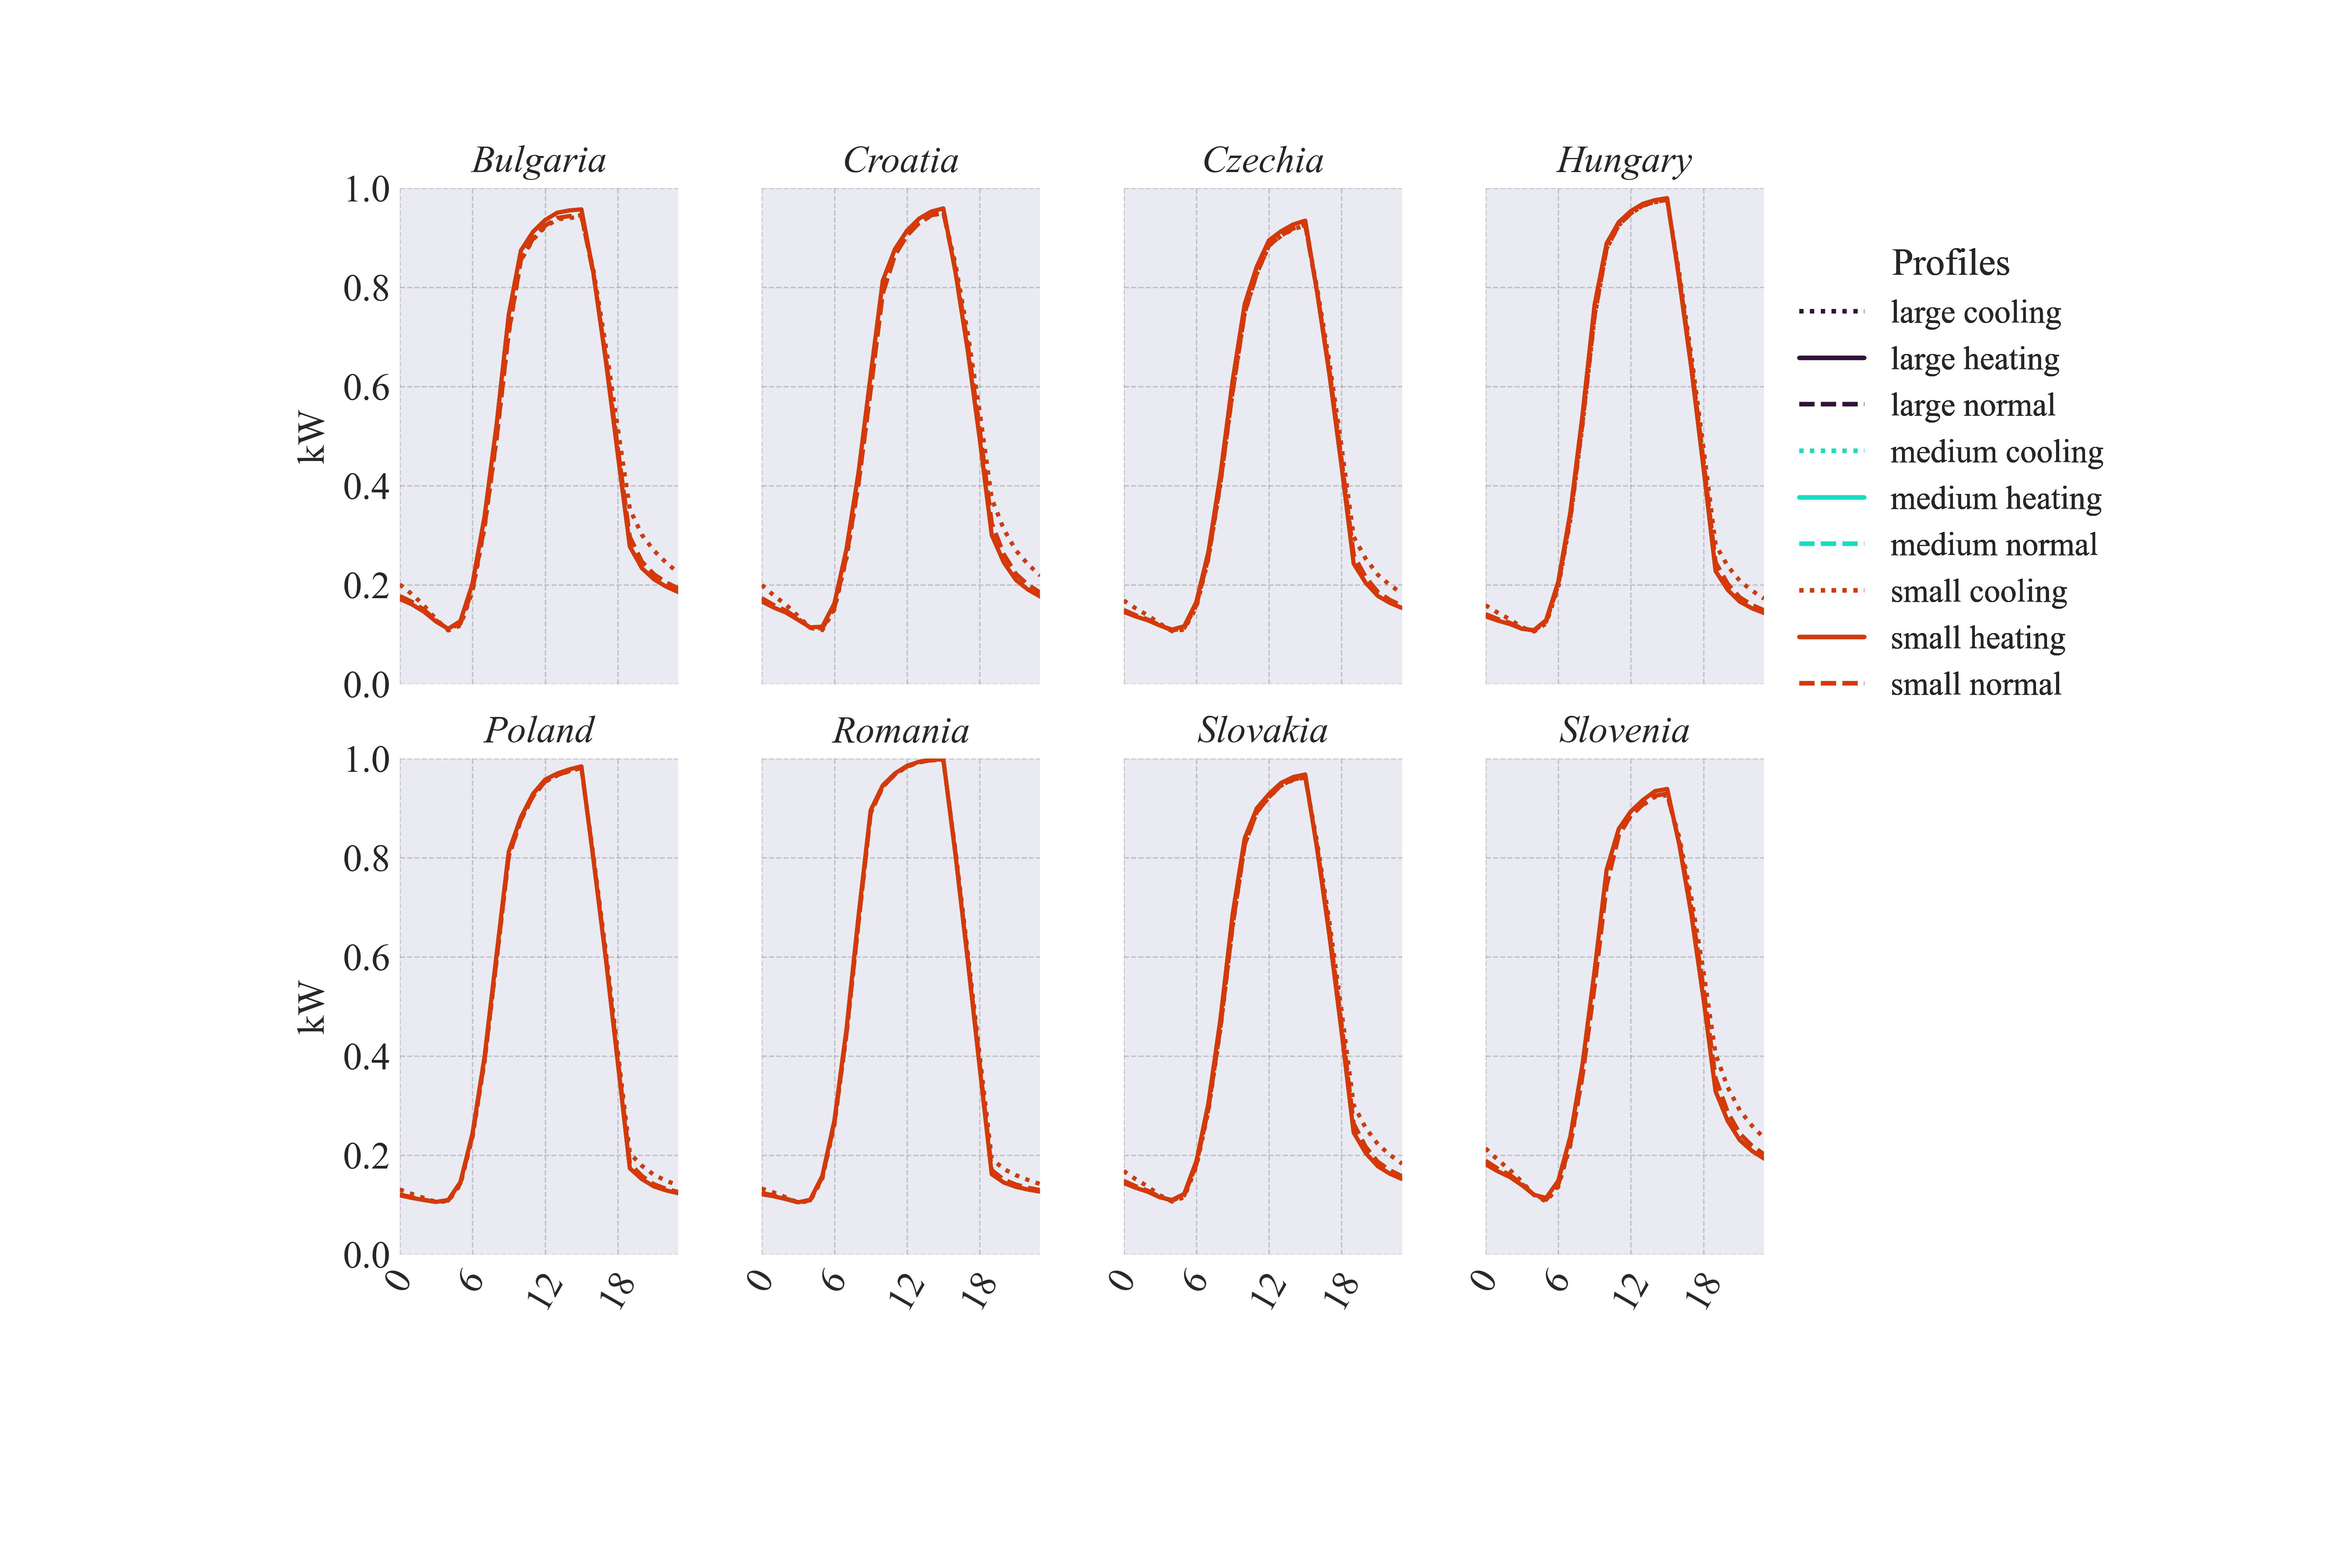 Bulgaria
Croatia
Czechia
Hungary
1.0
0.8
0.6
0.4
0.2
0.0
kW
Profiles
large cooling
large heating
large normal
medium cooling
medium heating
medium normal
small cooling
small heating
small normal
Poland
Romania
Slovakia
Slovenia
1.0
0.8
0.6
0.4
0.2
0.0
kW
0 6 12 18
0 6 12 18
0 6 12 18
0 6 12 18